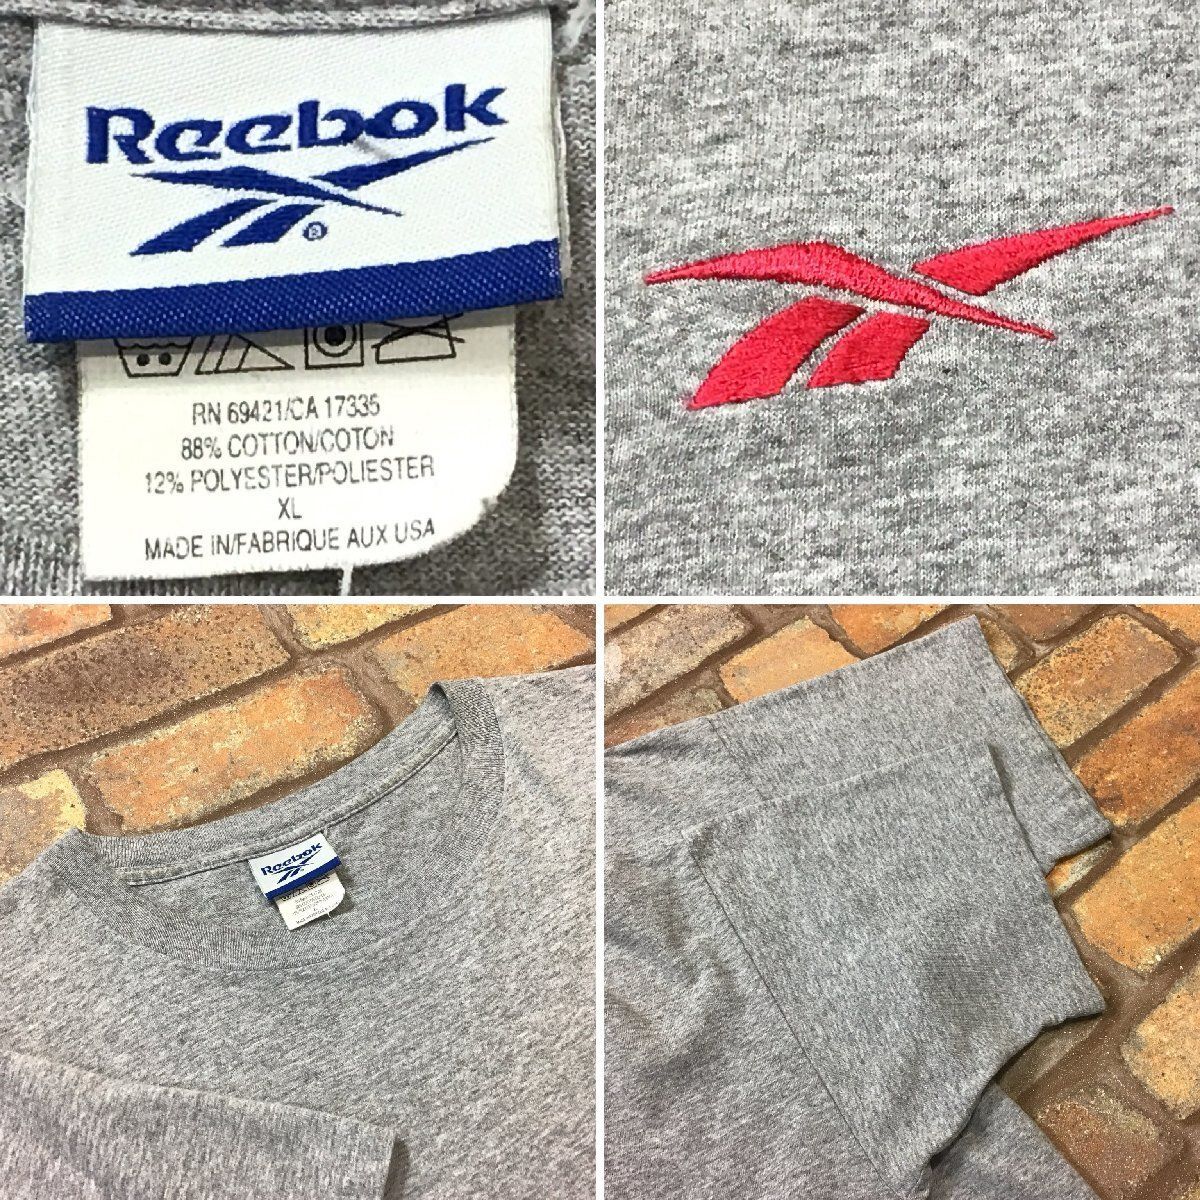 Reebok
®
RN 69421/CA 17335
88% COTTON/COTON
12% POLYESTER/POLIESTER
XL
MADE IN/FABRIQUE AUX USA
Reebok